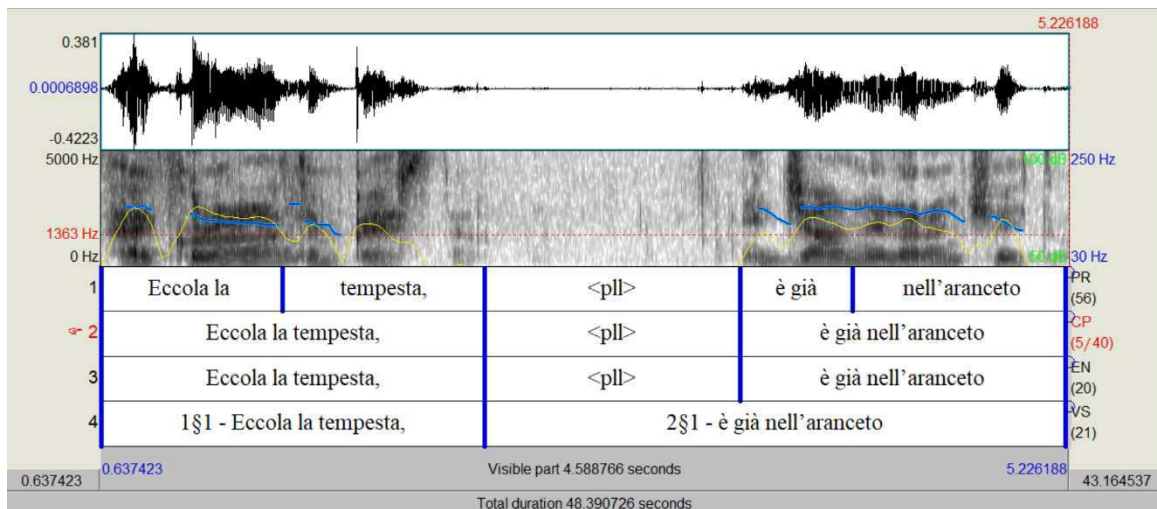 5.226188
0.381
0.0006898
-0.4223
5000 Hz 100 dB 250 Hz
1363 Hz
0 Hz 50 dB 30 Hz
1 Eccola la tempesta, <pll> è già nell’aranceto PR (56)
2 Eccola la tempesta, <pll> è già nell’aranceto CP (5/40)
3 Eccola la tempesta, <pll> è già nell’aranceto EN (20)
4 1§1 - Eccola la tempesta, 2§1 - è già nell’aranceto VS (21)
0.637423 Visible part 4.588766 seconds 5.226188
0.637423 43.164537
Total duration 48.390726 seconds